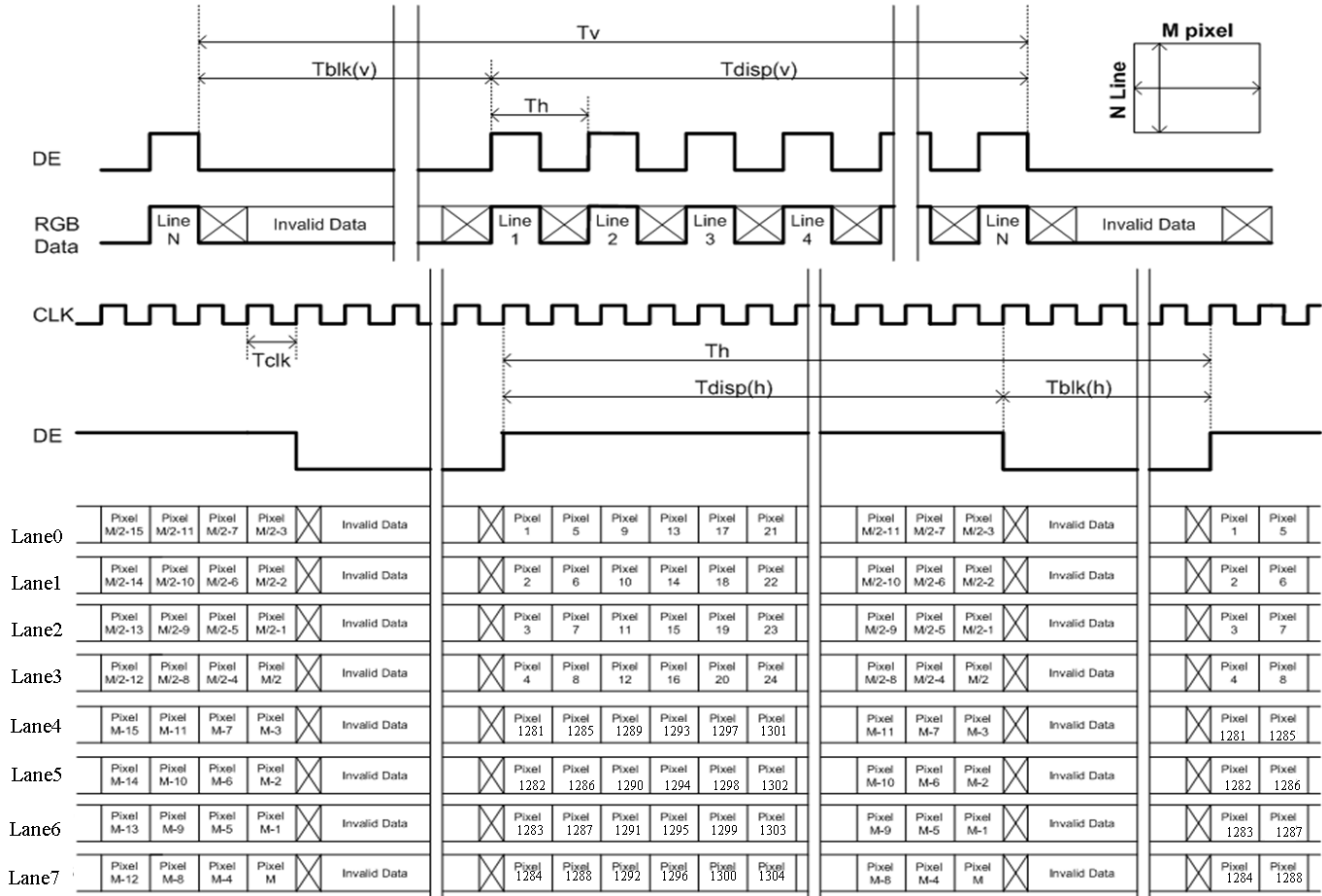 Tv
M pixel
N Line
Tblk(v)
Tdisp(v)
Th
DE
RGB Data
Line N
Invalid Data
Line 1
Line 2
Line 3
Line 4
Line N
Invalid Data
CLK
Tclk
Th
Tdisp(h)
Tblk(h)
DE
Lane0 Pixel M/2-15 Pixel M/2-11 Pixel M/2-7 Pixel M/2-3 Invalid Data Pixel 1 Pixel 5 Pixel 9 Pixel 13 Pixel 17 Pixel 21 Pixel M/2-11 Pixel M/2-7 Pixel M/2-3 Invalid Data Pixel 1 Pixel 5
Lane1 Pixel M/2-14 Pixel M/2-10 Pixel M/2-6 Pixel M/2-2 Invalid Data Pixel 2 Pixel 6 Pixel 10 Pixel 14 Pixel 18 Pixel 22 Pixel M/2-10 Pixel M/2-6 Pixel M/2-2 Invalid Data Pixel 2 Pixel 6
Lane2 Pixel M/2-13 Pixel M/2-9 Pixel M/2-5 Pixel M/2-1 Invalid Data Pixel 3 Pixel 7 Pixel 11 Pixel 15 Pixel 19 Pixel 23 Pixel M/2-9 Pixel M/2-5 Pixel M/2-1 Invalid Data Pixel 3 Pixel 7
Lane3 Pixel M/2-12 Pixel M/2-8 Pixel M/2-4 Pixel M/2 Invalid Data Pixel 4 Pixel 8 Pixel 12 Pixel 16 Pixel 20 Pixel 24 Pixel M/2-8 Pixel M/2-4 Pixel M/2 Invalid Data Pixel 4 Pixel 8
Lane4 Pixel M-15 Pixel M-11 Pixel M-7 Pixel M-3 Invalid Data Pixel 1281 Pixel 1285 Pixel 1289 Pixel 1293 Pixel 1297 Pixel 1301 Pixel M-11 Pixel M-7 Pixel M-3 Invalid Data Pixel 1281 Pixel 1285
Lane5 Pixel M-14 Pixel M-10 Pixel M-6 Pixel M-2 Invalid Data Pixel 1282 Pixel 1286 Pixel 1290 Pixel 1294 Pixel 1298 Pixel 1302 Pixel M-10 Pixel M-6 Pixel M-2 Invalid Data Pixel 1282 Pixel 1286
Lane6 Pixel M-13 Pixel M-9 Pixel M-5 Pixel M-1 Invalid Data Pixel 1283 Pixel 1287 Pixel 1291 Pixel 1295 Pixel 1299 Pixel 1303 Pixel M-9 Pixel M-5 Pixel M-1 Invalid Data Pixel 1283 Pixel 1287
Lane7 Pixel M-12 Pixel M-8 Pixel M-4 Pixel M Invalid Data Pixel 1284 Pixel 1288 Pixel 1292 Pixel 1296 Pixel 1300 Pixel 1304 Pixel M-8 Pixel M-4 Pixel M Invalid Data Pixel 1284 Pixel 1288